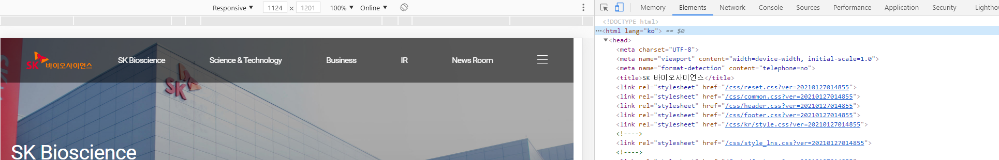 Responsive ▼ 1124 × 1201 100% ▼ Online ▼
Memory Elements Network Console Sources Performance Application Security Lighthou
SK 바이오사이언스 SK Bioscience Science & Technology Business IR News Room
SK
SK Bioscience
<!DOCTYPE html>
⋯<html lang="ko"> == $0
▼<head>
<meta charset="UTF-8">
<meta name="viewport" content="width=device-width, initial-scale=1.0">
<meta name="format-detection" content="telephone=no">
<title>SK 바이오사이언스</title>
<link rel="stylesheet" href="/css/reset.css?ver=20210127014855">
<link rel="stylesheet" href="/css/common.css?ver=20210127014855">
<link rel="stylesheet" href="/css/header.css?ver=20210127014855">
<link rel="stylesheet" href="/css/footer.css?ver=20210127014855">
<link rel="stylesheet" href="/css/kr/style.css?ver=20210127014855">
<!---->
<link rel="stylesheet" href="/css/style_lns.css?ver=20210127014855">
<!---->